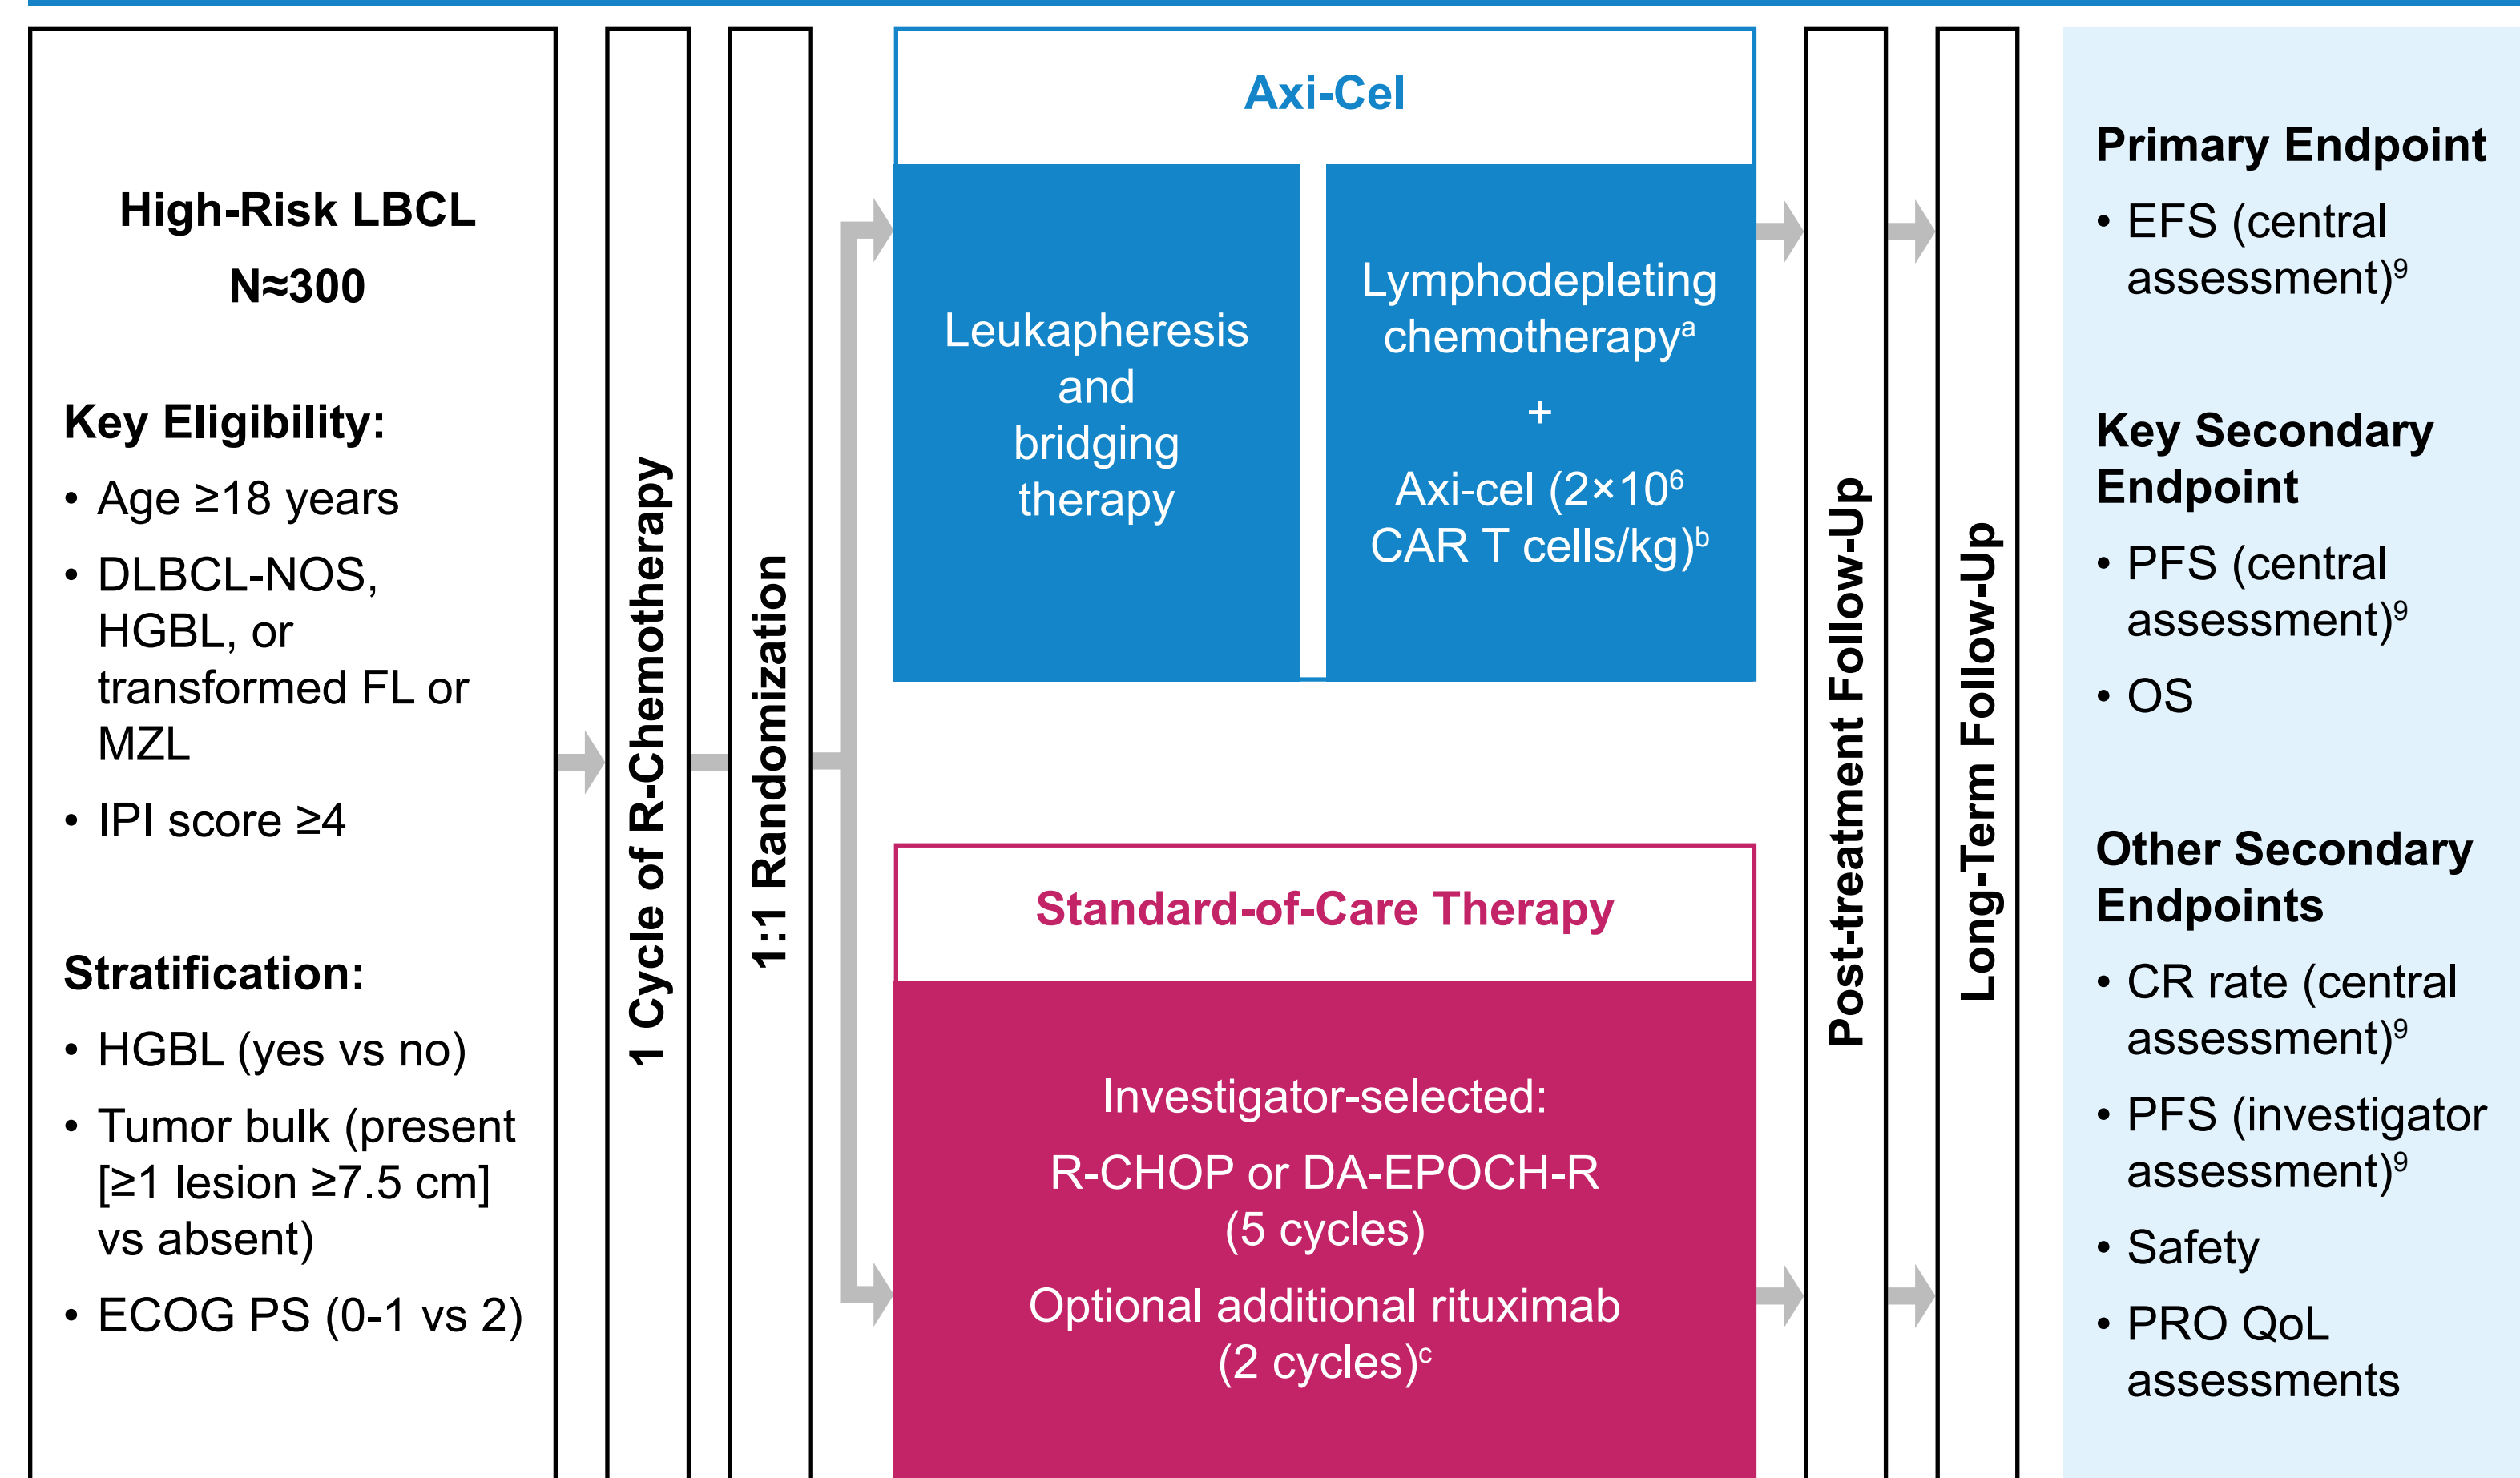 High-Risk LBCL
N≈300
Key Eligibility:
• Age ≥18 years
• DLBCL-NOS,
HGBL, or
transformed FL or
MZL
• IPI score ≥4
Stratification:
• HGBL (yes vs no)
• Tumor bulk (present
[≥1 lesion ≥7.5 cm]
vs absent)
• ECOG PS (0-1 vs 2)
1 Cycle of R-Chemotherapy
1:1 Randomization
Axi-Cel
Leukapheresis
and
bridging
therapy
Lymphodepleting
chemotherapyᵃ
+
Axi-cel (2×10⁶
CAR T cells/kg)ᵇ
Standard-of-Care Therapy
Investigator-selected:
R-CHOP or DA-EPOCH-R
(5 cycles)
Optional additional rituximab
(2 cycles)ᶜ
Post-treatment Follow-Up
Long-Term Follow-Up
Primary Endpoint
• EFS (central
assessment)⁹
Key Secondary
Endpoint
• PFS (central
assessment)⁹
• OS
Other Secondary
Endpoints
• CR rate (central
assessment)⁹
• PFS (investigator
assessment)⁹
• Safety
• PRO QoL
assessments